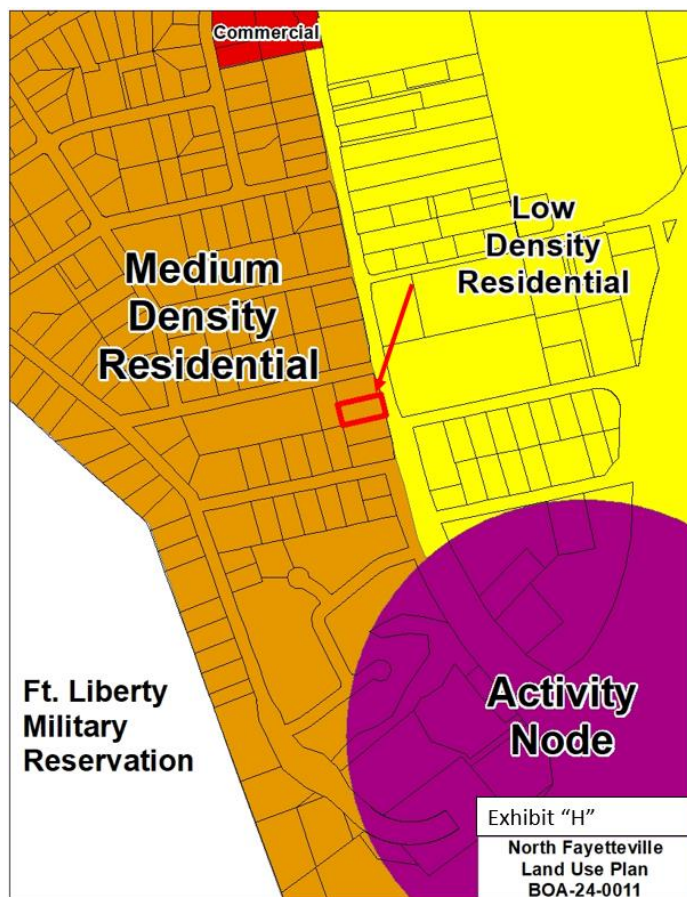 Commercial
Low
Density
Residential
Medium
Density
Residential
Ft. Liberty
Military
Reservation
Activity
Node
Exhibit “H”
North Fayetteville
Land Use Plan
BOA-24-0011